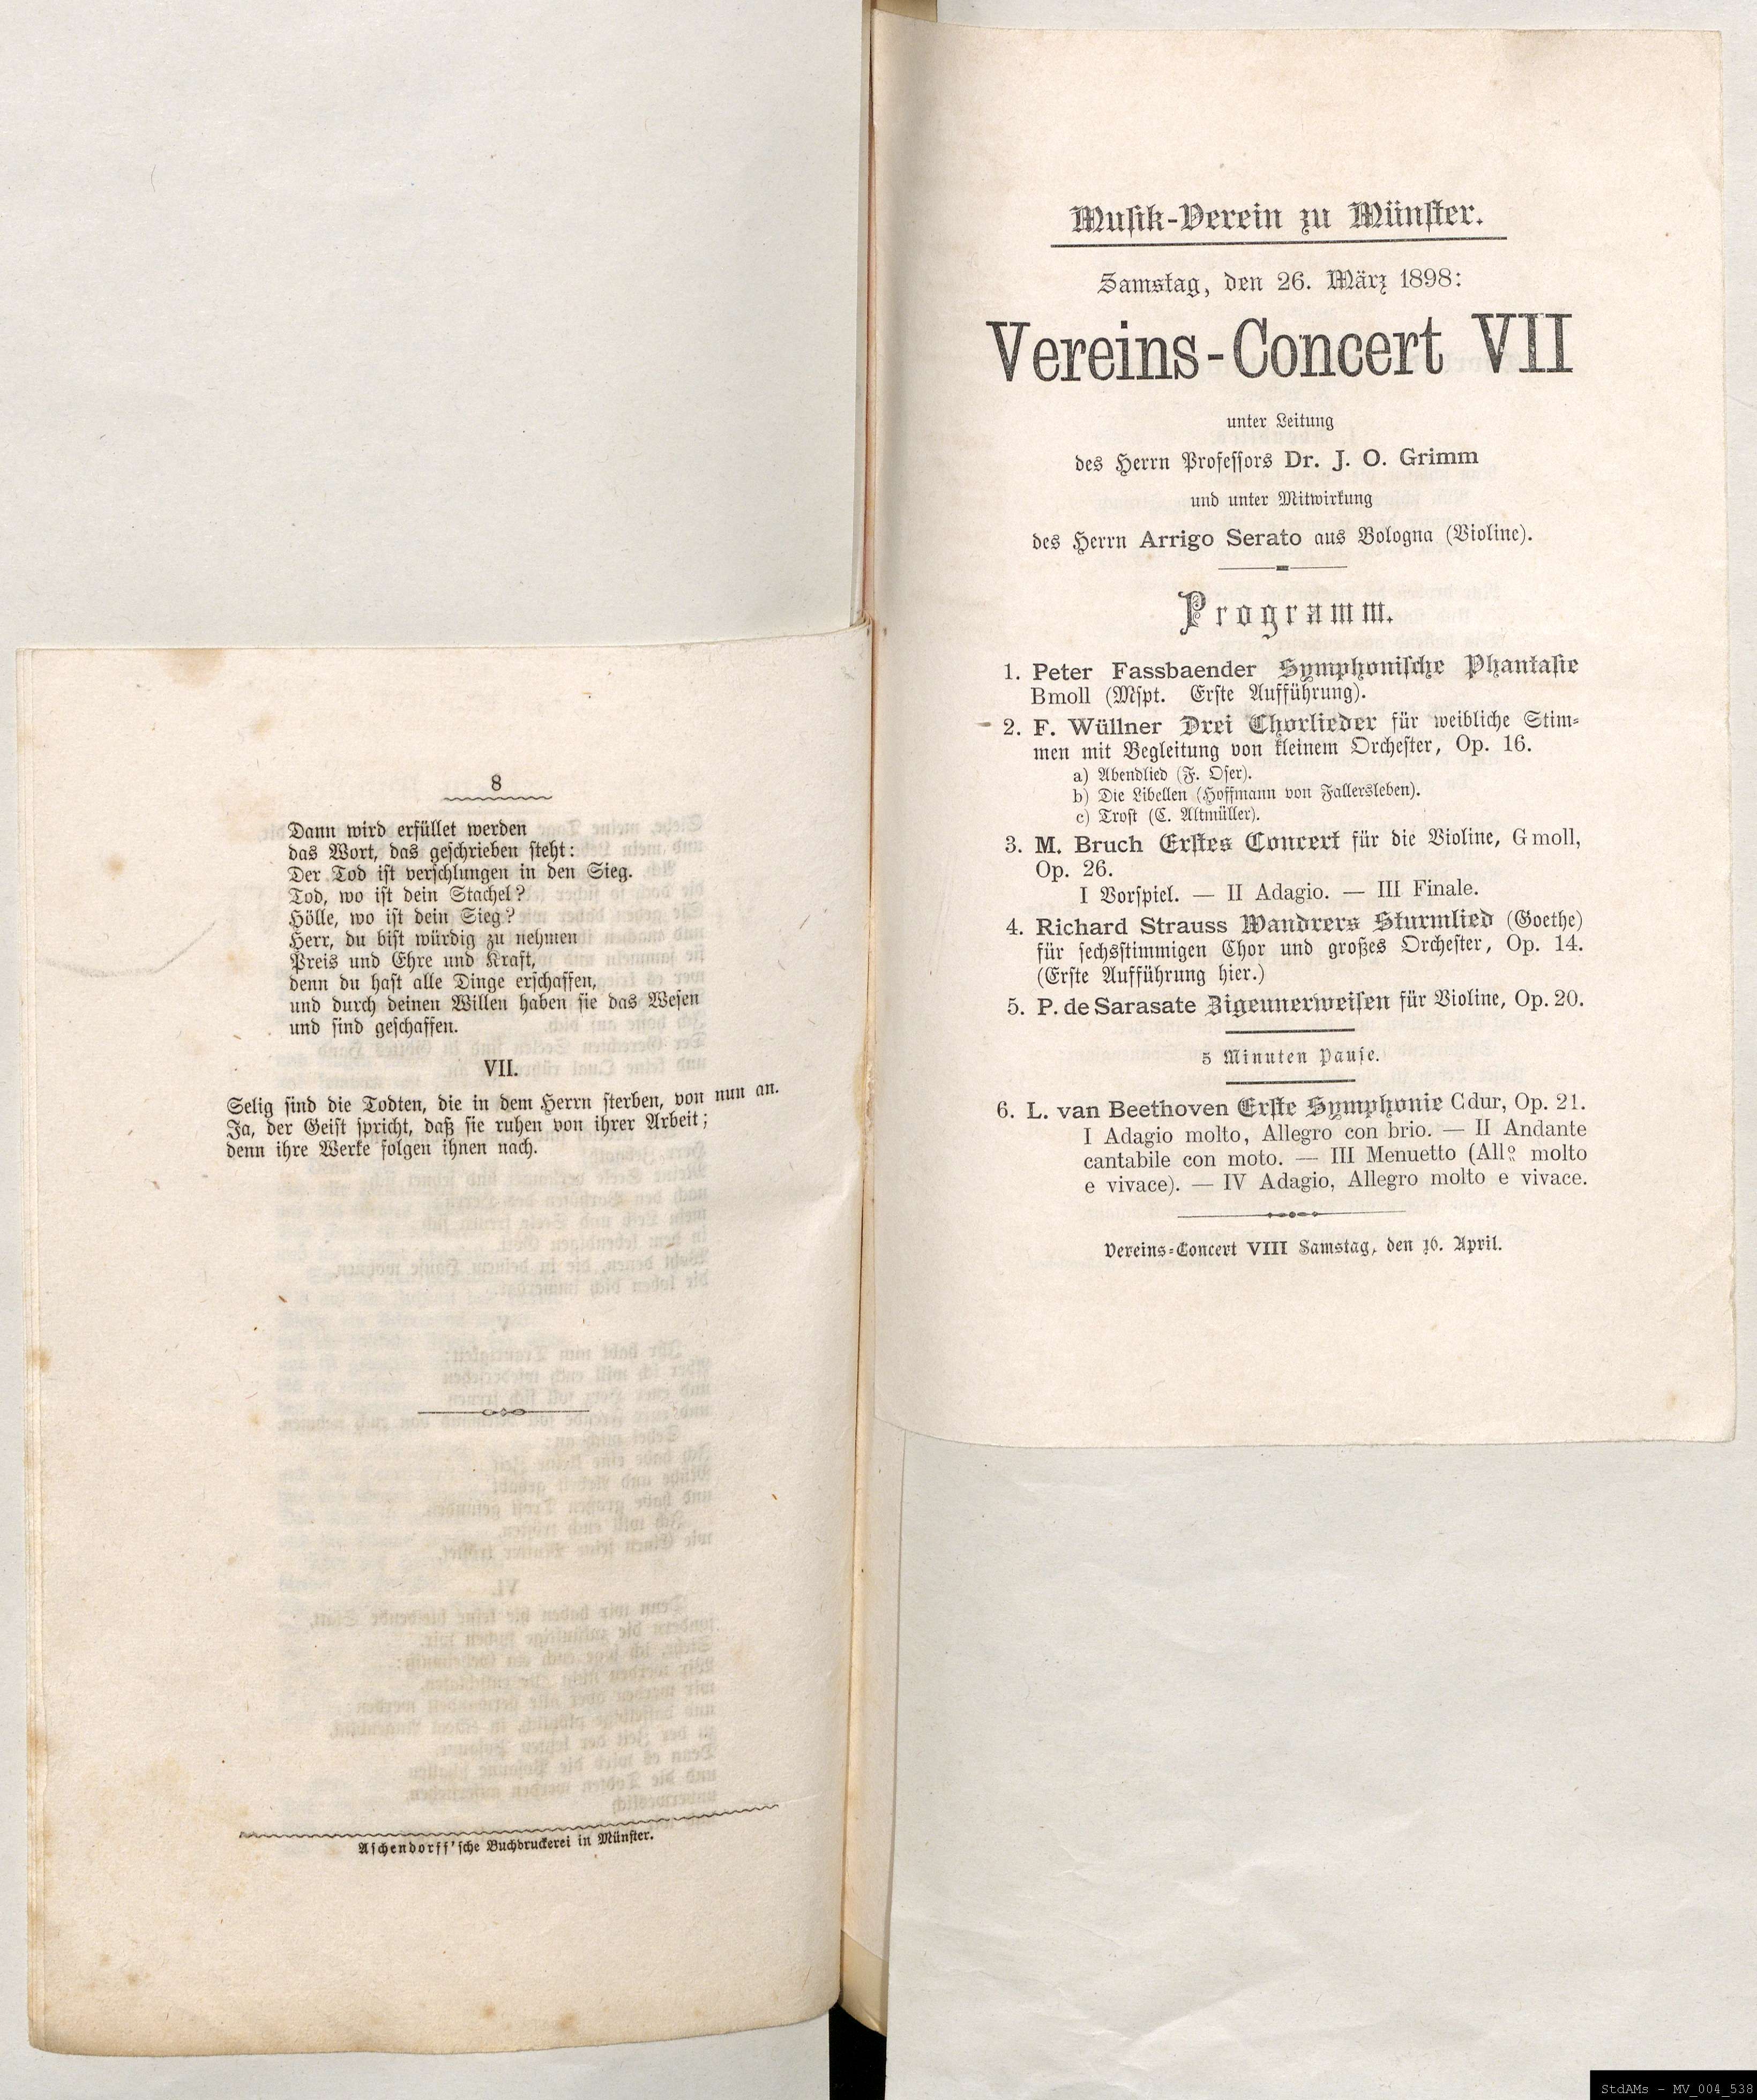 8
Dann wird erfüllet werden
das Wort, das geschrieben steht:
Der Tod ist verschlungen in den Sieg.
Tod, wo ist dein Stachel?
Hölle, wo ist dein Sieg?
Herr, du bist würdig zu nehmen
Preis und Ehre und Kraft,
denn du hast alle Dinge erschaffen,
und durch deinen Willen haben sie das Wesen
und sind geschaffen.
VII.
Selig sind die Todten, die in dem Herrn sterben, von nun an.
Ja, der Geist spricht, daß sie ruhen von ihrer Arbeit;
denn ihre Werke folgen ihnen nach.
Aschendorff'sche Buchdruckerei in Münster.
Musik-Verein zu Münster.
Samstag, den 26. März 1898:
Vereins-Concert VII
unter Leitung
des Herrn Professors Dr. J. O. Grimm
und unter Mitwirkung
des Herrn Arrigo Serato aus Bologna (Violine).
Programm.
1. Peter Fassbaender Symphonische Phantasie
Bmoll (Mspt. Erste Aufführung).
2. F. Wüllner Drei Chorlieder für weibliche Stim-
men mit Begleitung von kleinem Orchester, Op. 16.
a) Abendlied (F. Oser).
b) Die Libellen (Hoffmann von Fallersleben).
c) Trost (C. Altmüller).
3. M. Bruch Erstes Concert für die Violine, Gmoll,
Op. 26.
I Vorspiel. — II Adagio. — III Finale.
4. Richard Strauss Wandrers Sturmlied (Goethe)
für sechsstimmigen Chor und großes Orchester, Op. 14.
(Erste Aufführung hier.)
5. P. de Sarasate Zigeunerweisen für Violine, Op. 20.
5 Minuten Pause.
6. L. van Beethoven Erste Symphonie Cdur, Op. 21.
I Adagio molto, Allegro con brio. — II Andante
cantabile con moto. — III Menuetto (Allo molto
e vivace). — IV Adagio, Allegro molto e vivace.
Vereins-Concert VIII Samstag, den 16. April.
StdAMs - MV_004_538